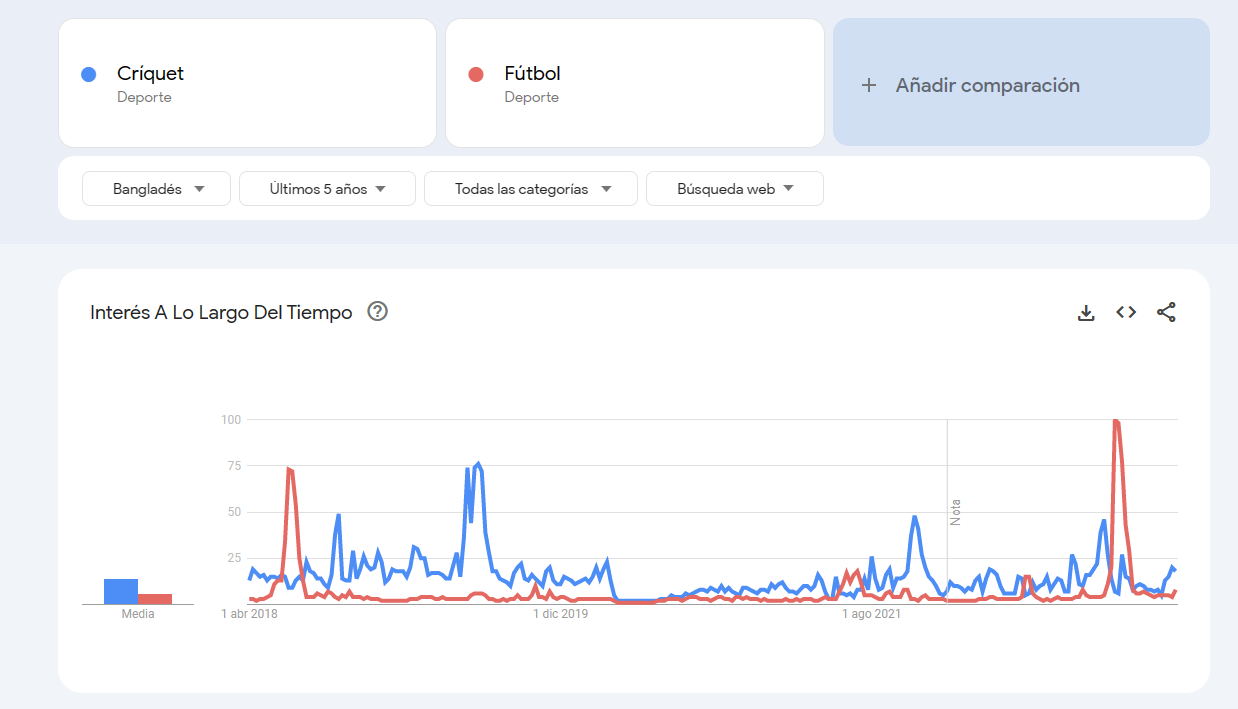 Críquet
Deporte
Fútbol
Deporte
+ Añadir comparación
Bangladés
Últimos 5 años
Todas las categorías
Búsqueda web
Interés A Lo Largo Del Tiempo
100
75
50
25
Nota
Media
1 abr 2018
1 dic 2019
1 ago 2021